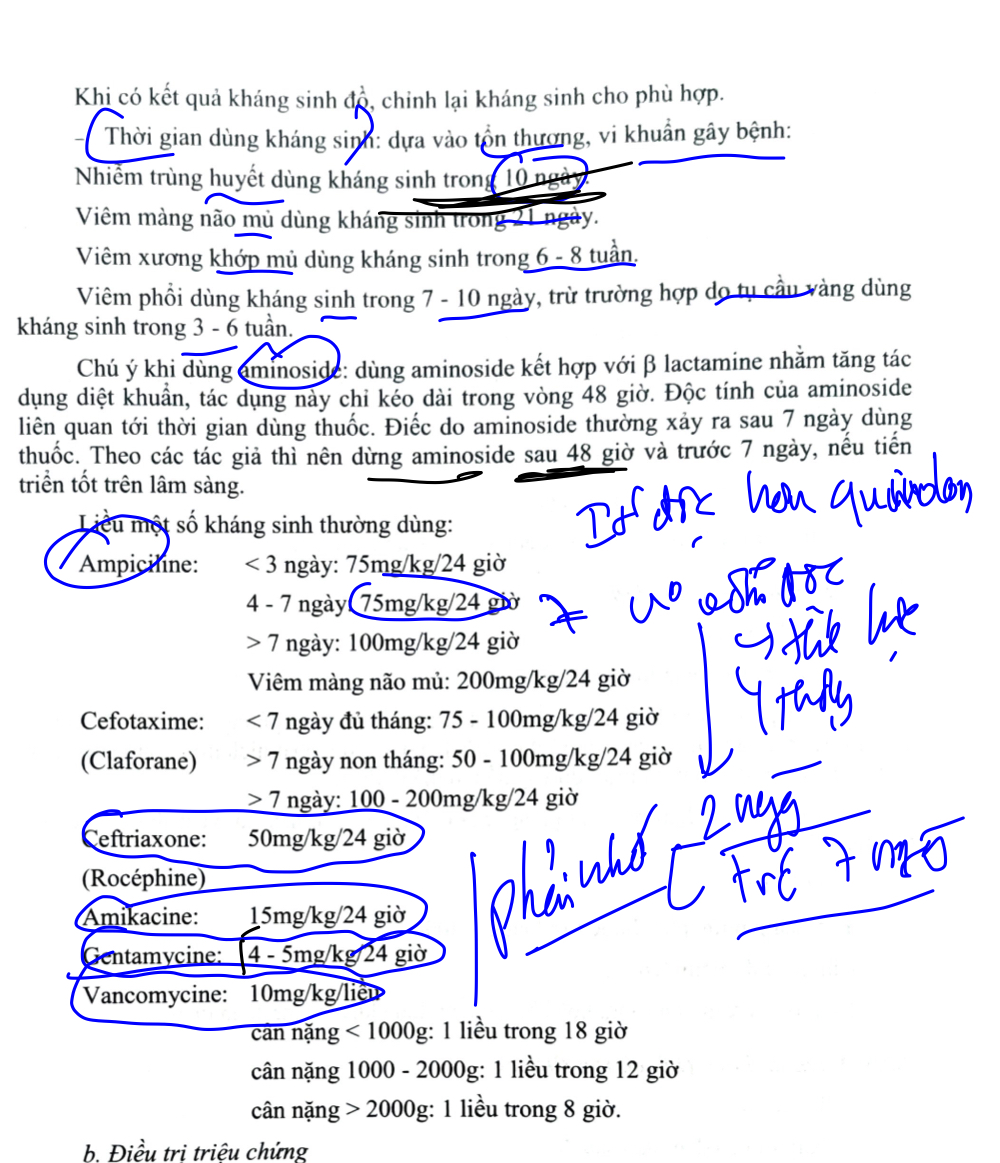 Khi có kết quả kháng sinh đồ, chỉnh lại kháng sinh cho phù hợp.
- Thời gian dùng kháng sinh: dựa vào tổn thương, vi khuẩn gây bệnh:
Nhiễm trùng huyết dùng kháng sinh trong 10 ngày.
Viêm màng não mủ dùng kháng sinh trong 21 ngày.
Viêm xương khớp mủ dùng kháng sinh trong 6 - 8 tuần.
Viêm phổi dùng kháng sinh trong 7 - 10 ngày, trừ trường hợp do tụ cầu vàng dùng
kháng sinh trong 3 - 6 tuần.
Chú ý khi dùng aminoside: dùng aminoside kết hợp với β lactamine nhằm tăng tác
dụng diệt khuẩn, tác dụng này chỉ kéo dài trong vòng 48 giờ. Độc tính của aminoside
liên quan tới thời gian dùng thuốc. Điếc do aminoside thường xảy ra sau 7 ngày dùng
thuốc. Theo các tác giả thì nên dừng aminoside sau 48 giờ và trước 7 ngày, nếu tiến
triển tốt trên lâm sàng.
Liều một số kháng sinh thường dùng:
Ampiciline: < 3 ngày: 75mg/kg/24 giờ
4 - 7 ngày: 75mg/kg/24 giờ
> 7 ngày: 100mg/kg/24 giờ
Viêm màng não mủ: 200mg/kg/24 giờ
Cefotaxime: < 7 ngày đủ tháng: 75 - 100mg/kg/24 giờ
(Claforane) > 7 ngày non tháng: 50 - 100mg/kg/24 giờ
> 7 ngày: 100 - 200mg/kg/24 giờ
Ceftriaxone: 50mg/kg/24 giờ
(Rocéphine)
Amikacine: 15mg/kg/24 giờ
Gentamycine: 4 - 5mg/kg/24 giờ
Vancomycine: 10mg/kg/liều
cân nặng < 1000g: 1 liều trong 18 giờ
cân nặng 1000 - 2000g: 1 liều trong 12 giờ
cân nặng > 2000g: 1 liều trong 8 giờ.
b. Điều trị triệu chứng
độc hơn
phải nhớ
2 ngày
7 ngày